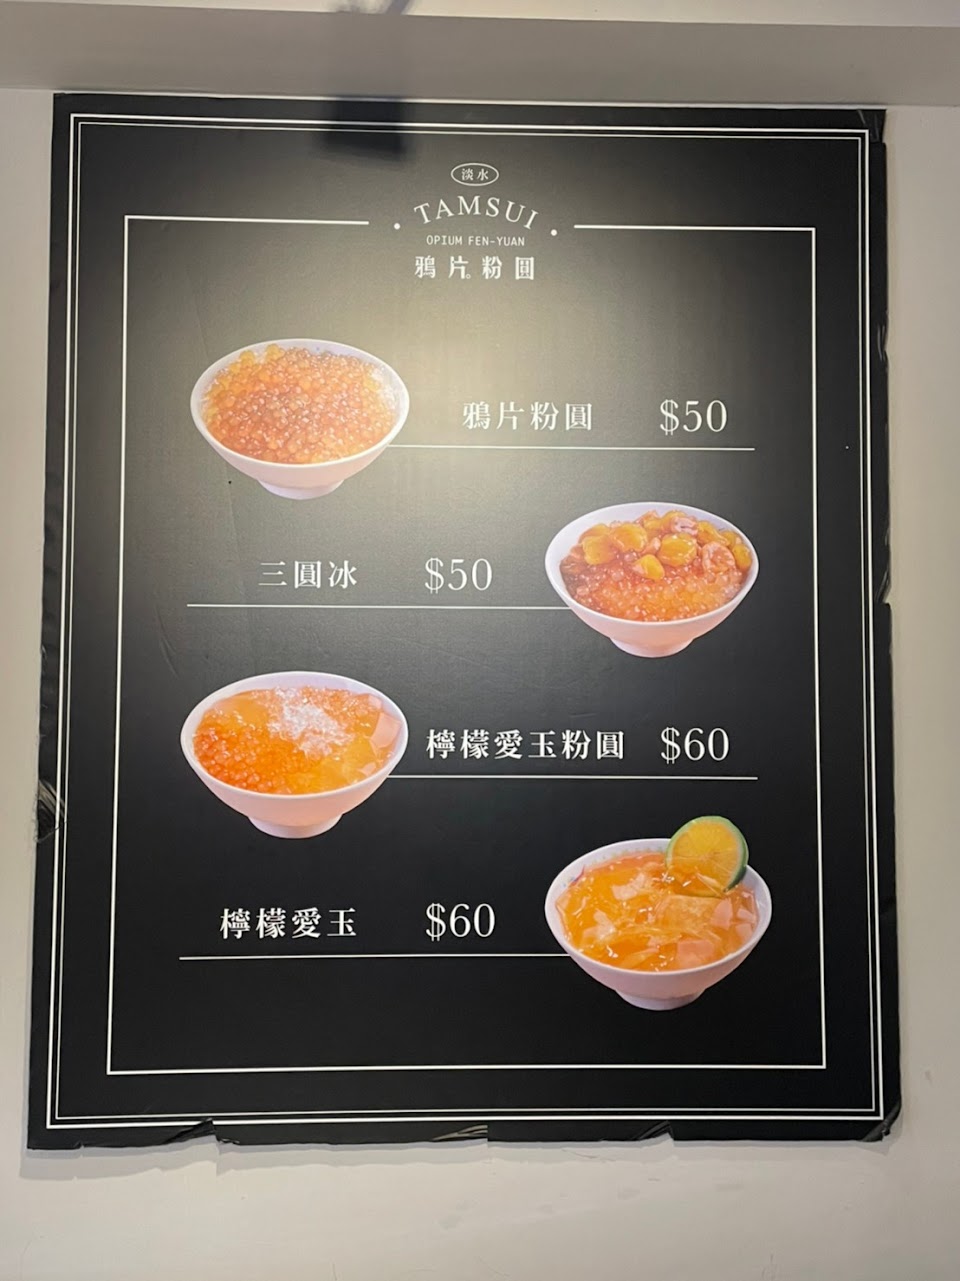 淡水
TAMSUI
OPIUM FEN-YUAN
鴉片粉圓
鴉片粉圓 $50
三圓冰 $50
檸檬愛玉粉圓 $60
檸檬愛玉 $60